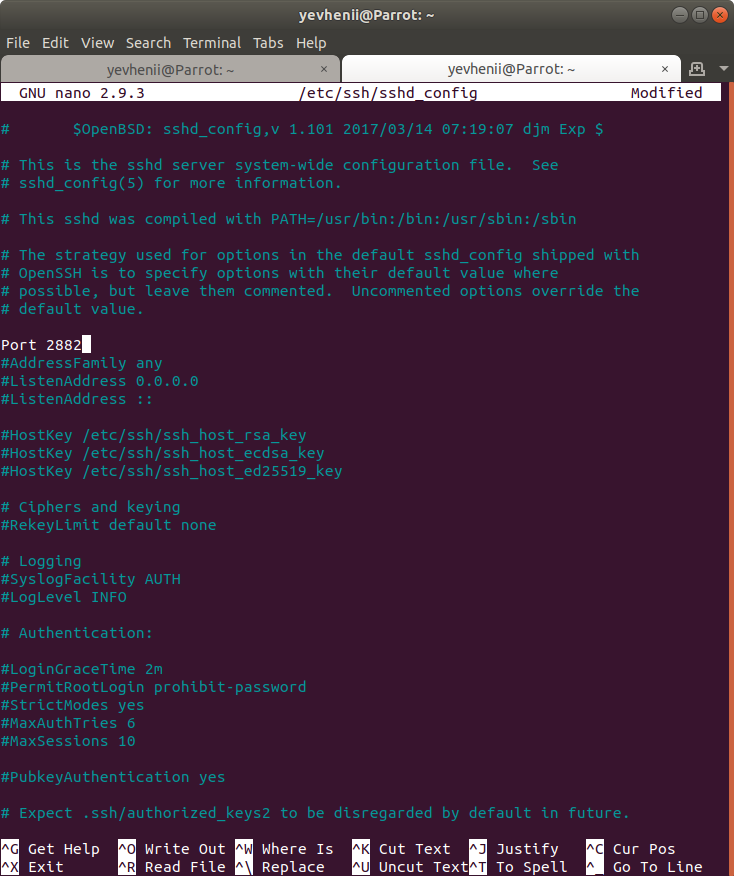 yevhenii@Parrot: ~
File Edit View Search Terminal Tabs Help
yevhenii@Parrot: ~ × yevhenii@Parrot: ~ ×
GNU nano 2.9.3 /etc/ssh/sshd_config Modified
# $OpenBSD: sshd_config,v 1.101 2017/03/14 07:19:07 djm Exp $
# This is the sshd server system-wide configuration file. See
# sshd_config(5) for more information.
# This sshd was compiled with PATH=/usr/bin:/bin:/usr/sbin:/sbin
# The strategy used for options in the default sshd_config shipped with
# OpenSSH is to specify options with their default value where
# possible, but leave them commented. Uncommented options override the
# default value.
Port 2882
#AddressFamily any
#ListenAddress 0.0.0.0
#ListenAddress ::
#HostKey /etc/ssh/ssh_host_rsa_key
#HostKey /etc/ssh/ssh_host_ecdsa_key
#HostKey /etc/ssh/ssh_host_ed25519_key
# Ciphers and keying
#RekeyLimit default none
# Logging
#SyslogFacility AUTH
#LogLevel INFO
# Authentication:
#LoginGraceTime 2m
#PermitRootLogin prohibit-password
#StrictModes yes
#MaxAuthTries 6
#MaxSessions 10
#PubkeyAuthentication yes
# Expect .ssh/authorized_keys2 to be disregarded by default in future.
^G Get Help ^O Write Out ^W Where Is ^K Cut Text ^J Justify ^C Cur Pos
^X Exit ^R Read File ^\ Replace ^U Uncut Text ^T To Spell ^_ Go To Line